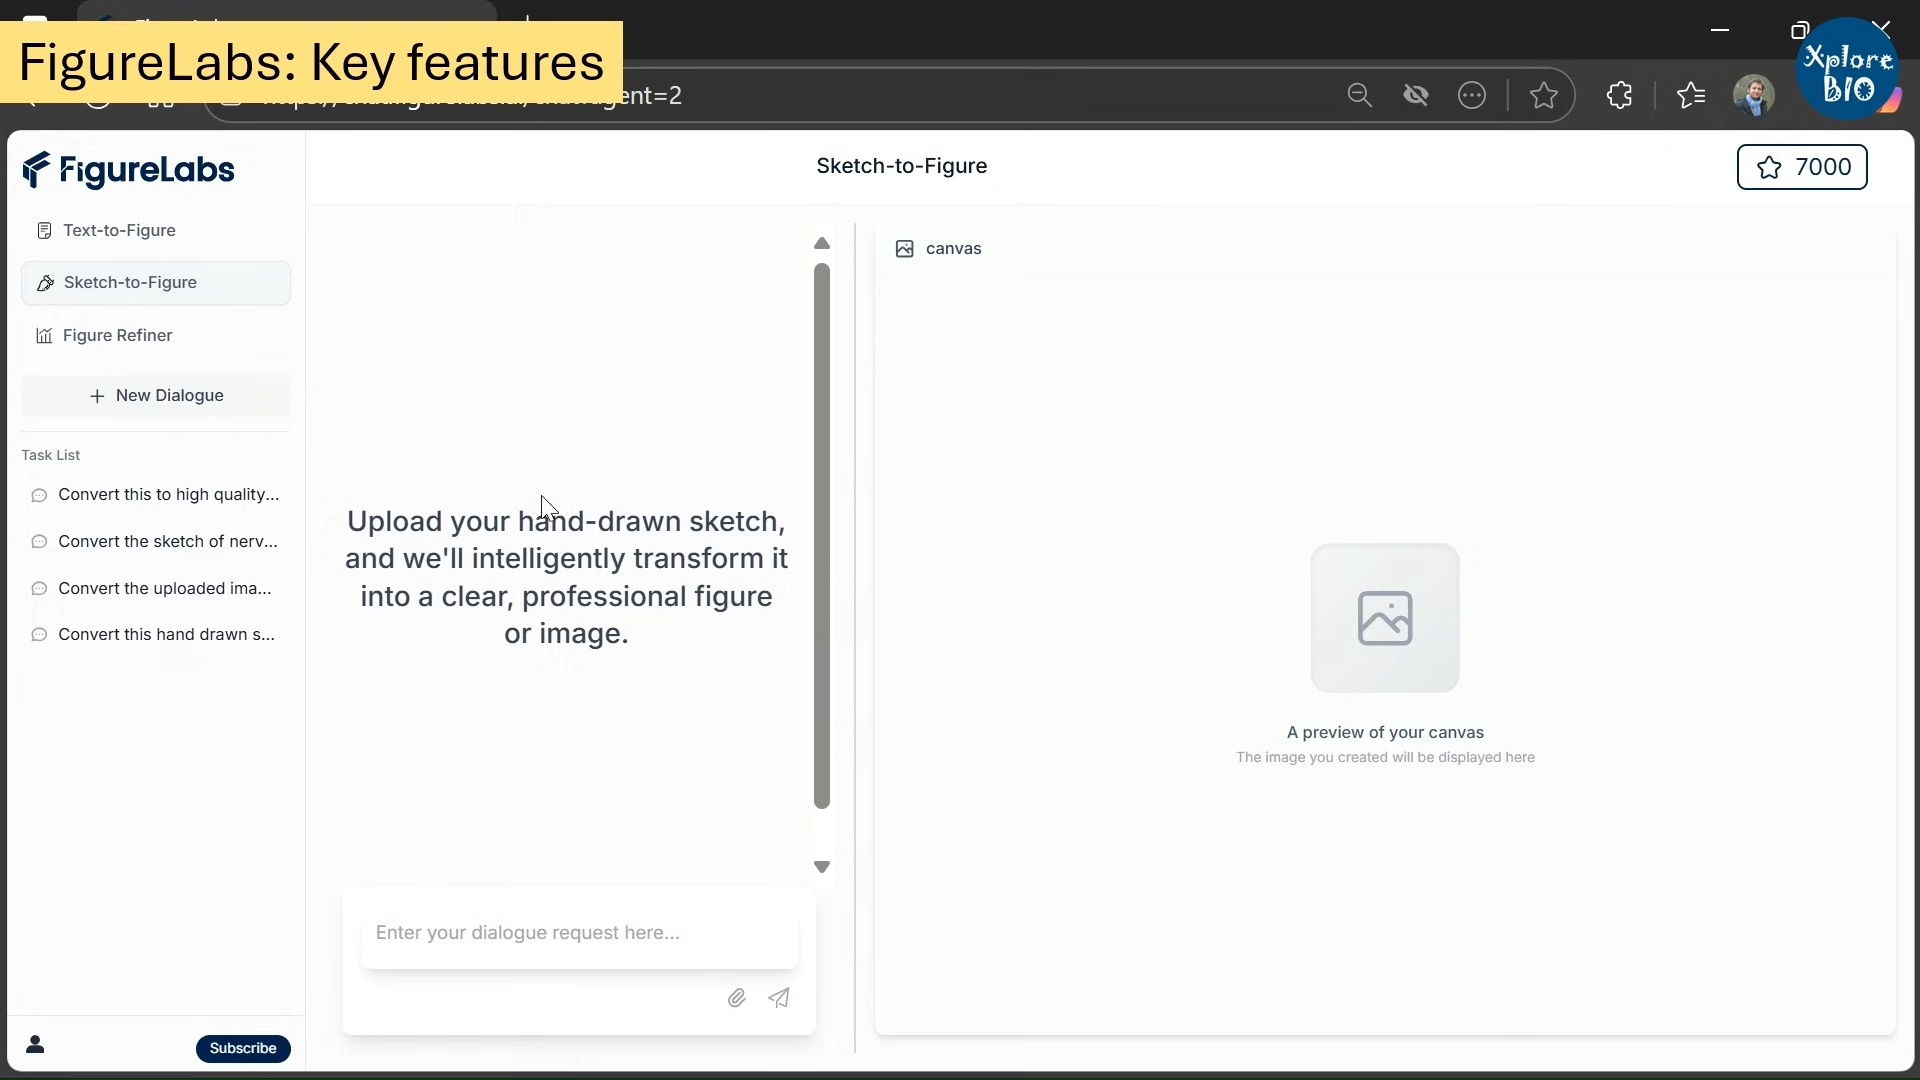 FigureLabs: Key features
ent=2
Xplore
BIO
FigureLabs
Sketch-to-Figure
7000
Text-to-Figure
Sketch-to-Figure
Figure Refiner
+ New Dialogue
Task List
Convert this to high quality...
Convert the sketch of nerv...
Convert the uploaded ima...
Convert this hand drawn s...
Subscribe
Upload your hand-drawn sketch,
and we'll intelligently transform it
into a clear, professional figure
or image.
Enter your dialogue request here...
canvas
A preview of your canvas
The image you created will be displayed here